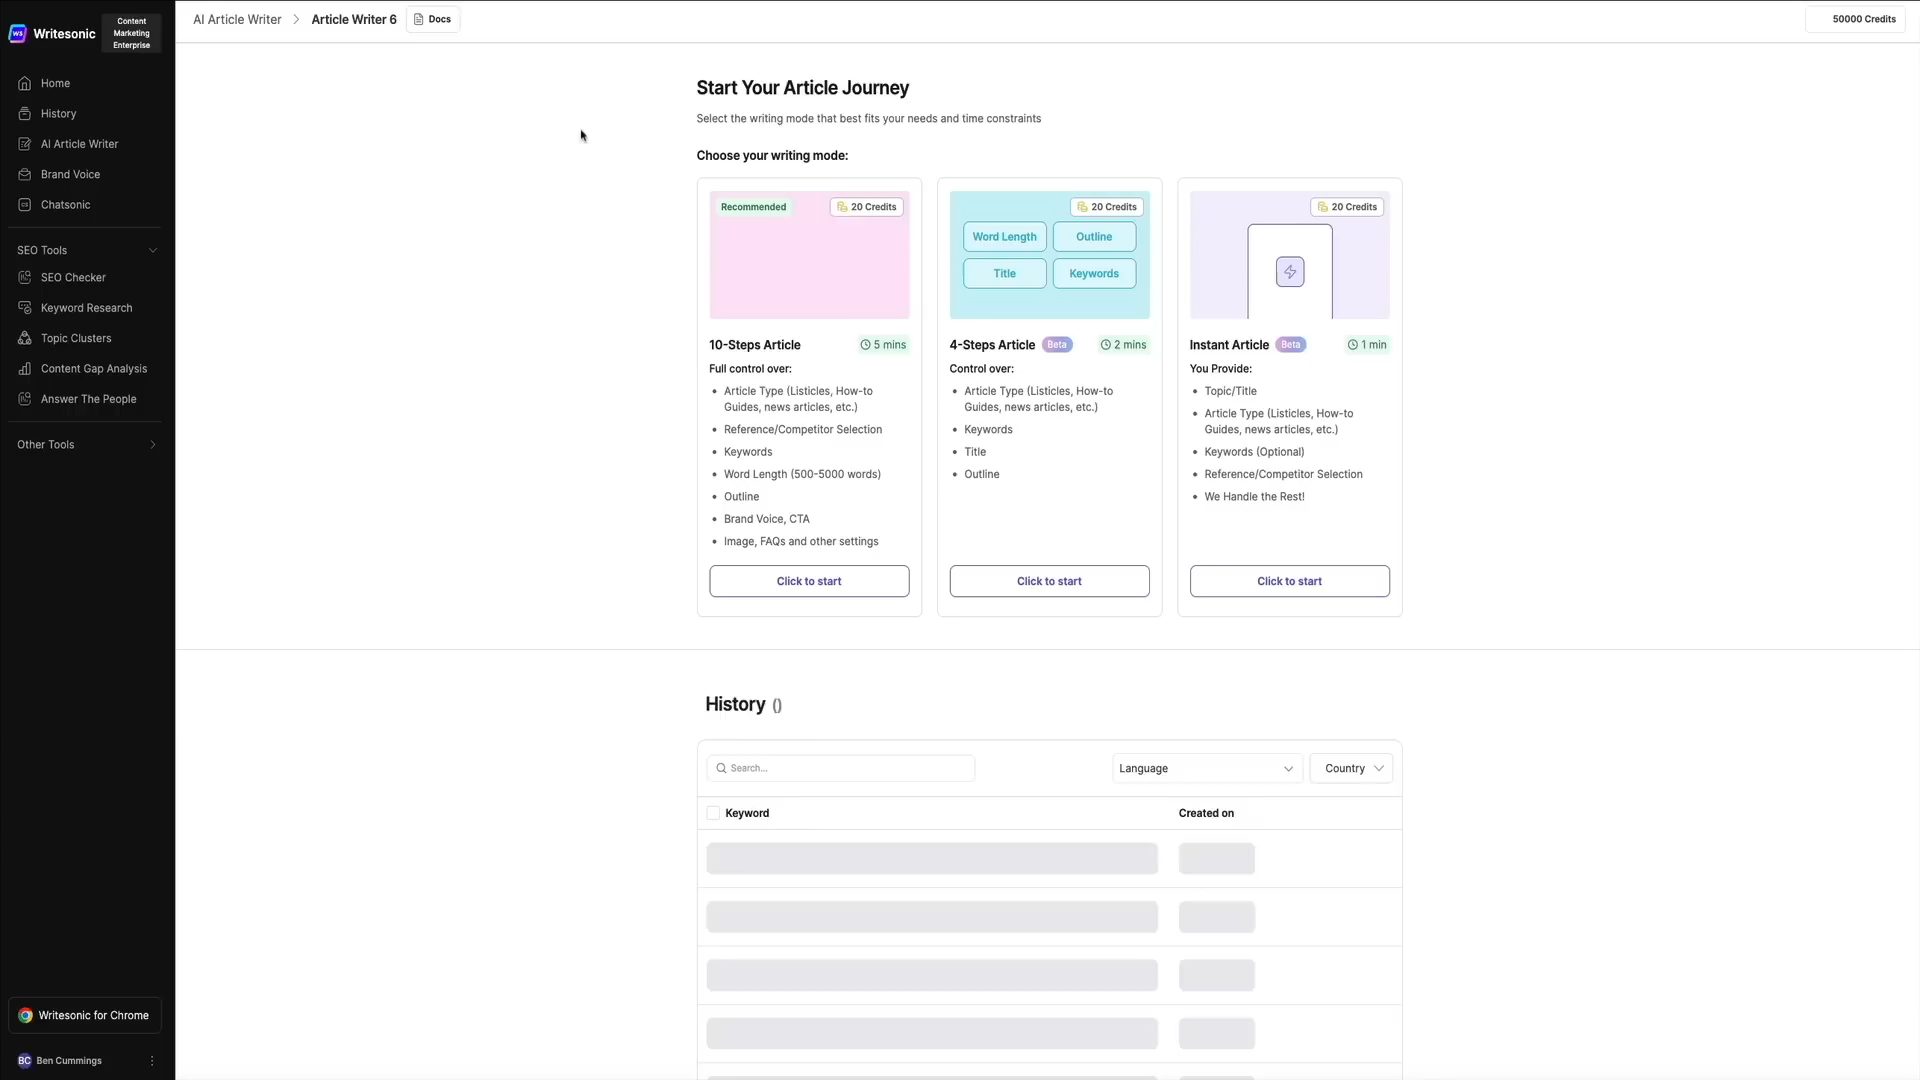 Writesonic
Content
Marketing
Enterprise
Home
History
AI Article Writer
Brand Voice
Chatsonic
SEO Tools
SEO Checker
Keyword Research
Topic Clusters
Content Gap Analysis
Answer The People
Other Tools
Writesonic for Chrome
BC Ben Cummings
AI Article Writer > Article Writer 6 Docs
50000 Credits
Start Your Article Journey
Select the writing mode that best fits your needs and time constraints
Choose your writing mode:
Recommended 20 Credits
10-Steps Article 5 mins
Full control over:
• Article Type (Listicles, How-to
Guides, news articles, etc.)
• Reference/Competitor Selection
• Keywords
• Word Length (500-5000 words)
• Outline
• Brand Voice, CTA
• Image, FAQs and other settings
Click to start
20 Credits
Word Length Outline
Title Keywords
4-Steps Article Beta 2 mins
Control over:
• Article Type (Listicles, How-to
Guides, news articles, etc.)
• Keywords
• Title
• Outline
Click to start
20 Credits
Instant Article Beta 1 min
You Provide:
• Topic/Title
• Article Type (Listicles, How-to
Guides, news articles, etc.)
• Keywords (Optional)
• Reference/Competitor Selection
• We Handle the Rest!
Click to start
History ()
Search...
Language
Country
Keyword Created on